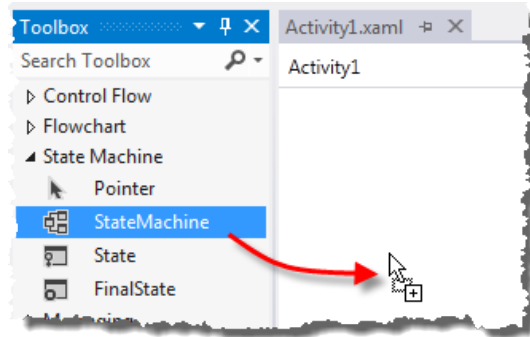 Toolbox
Search Toolbox
Control Flow
Flowchart
State Machine
Pointer
StateMachine
State
FinalState
Activity1.xaml
Activity1